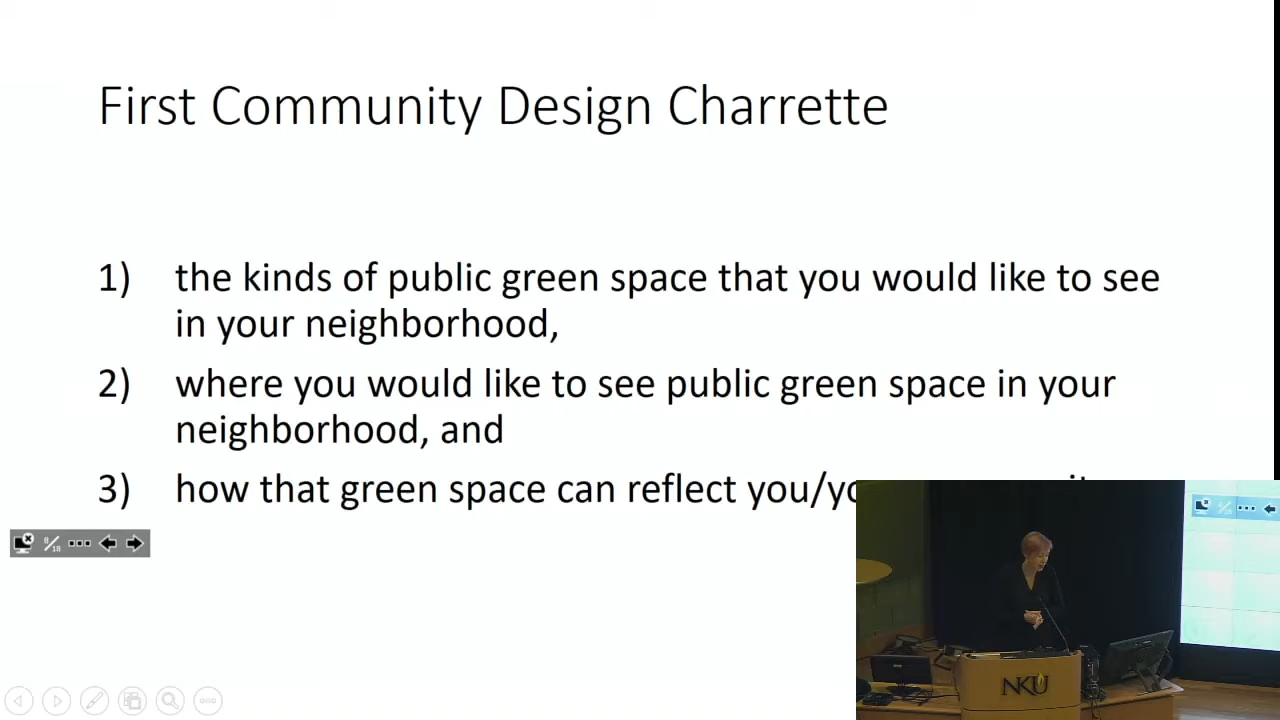 First Community Design Charrette
1) the kinds of public green space that you would like to see
in your neighborhood,
2) where you would like to see public green space in your
neighborhood, and
3) how that green space can reflect you/
8/18
NKU